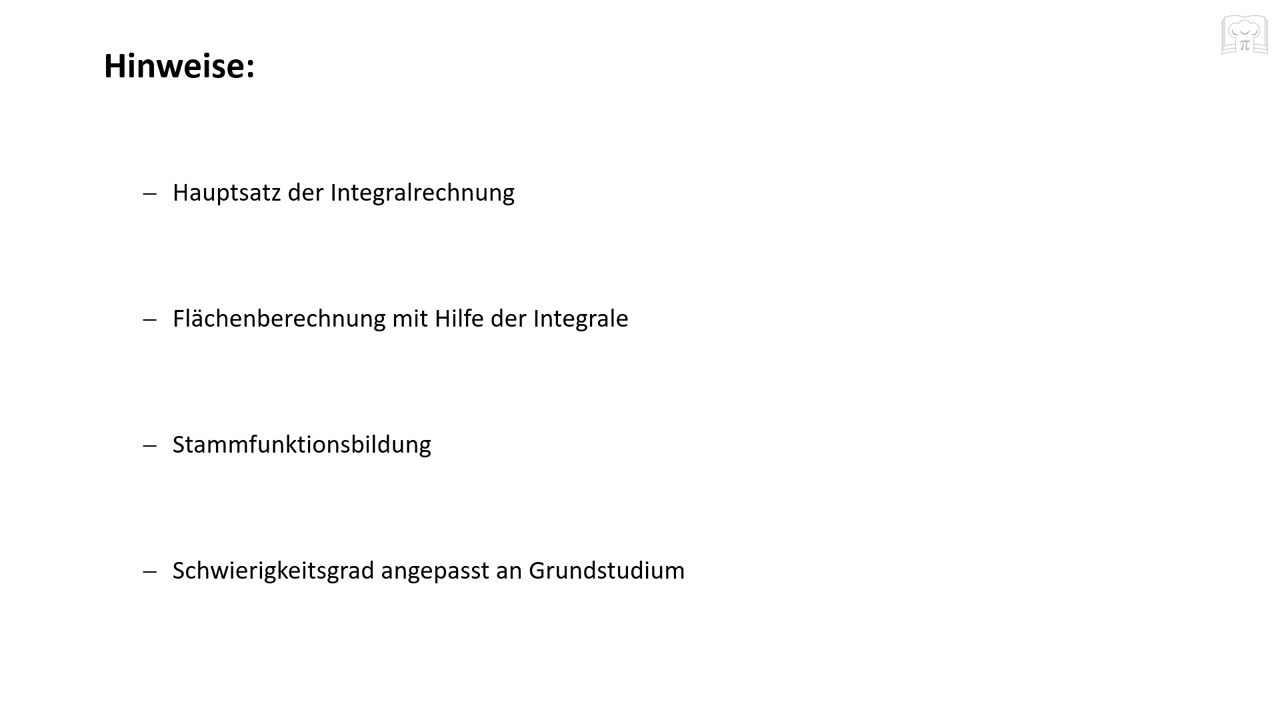 Hinweise:
– Hauptsatz der Integralrechnung
– Flächenberechnung mit Hilfe der Integrale
– Stammfunktionsbildung
– Schwierigkeitsgrad angepasst an Grundstudium
π